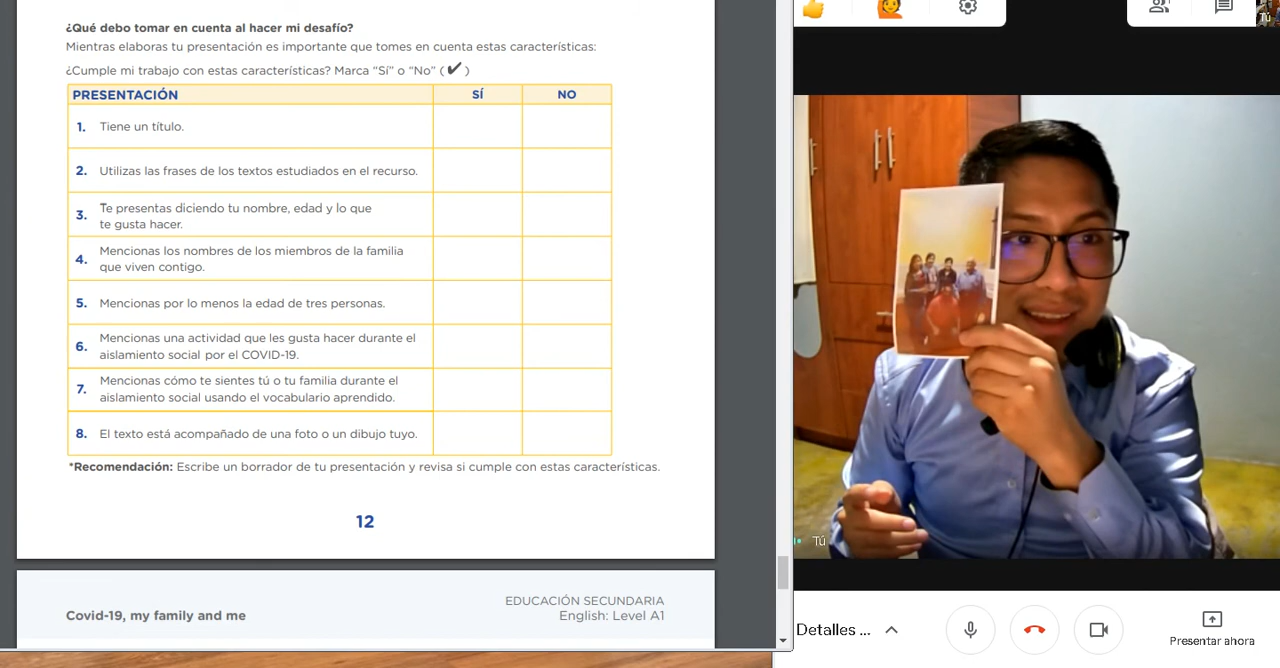 ¿Qué debo tomar en cuenta al hacer mi desafío?
Mientras elaboras tu presentación es importante que tomes en cuenta estas características:
¿Cumple mi trabajo con estas características? Marca “Sí” o “No” ( ✔ )
PRESENTACIÓN SÍ NO
1. Tiene un título.
2. Utilizas las frases de los textos estudiados en el recurso.
3. Te presentas diciendo tu nombre, edad y lo que
te gusta hacer.
4. Mencionas los nombres de los miembros de la familia
que viven contigo.
5. Mencionas por lo menos la edad de tres personas.
6. Mencionas una actividad que les gusta hacer durante el
aislamiento social por el COVID-19.
7. Mencionas cómo te sientes tú o tu familia durante el
aislamiento social usando el vocabulario aprendido.
8. El texto está acompañado de una foto o un dibujo tuyo.
*Recomendación: Escribe un borrador de tu presentación y revisa si cumple con estas características.
12
EDUCACIÓN SECUNDARIA
Covid-19, my family and me English: Level A1
Tú
Tú
Detalles ...
Presentar ahora